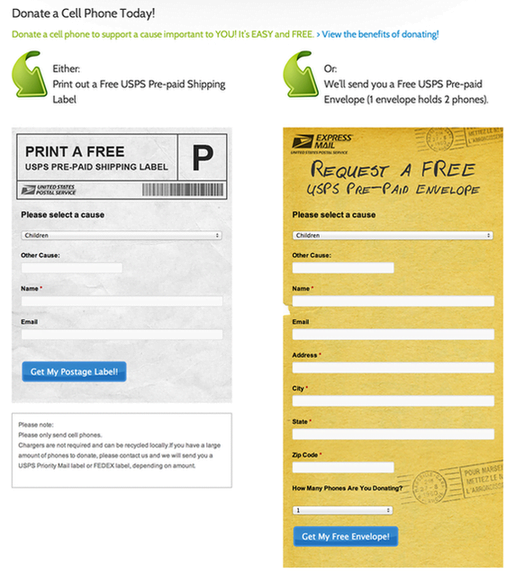 Donate a Cell Phone Today!
Donate a cell phone to support a cause important to YOU! It's EASY and FREE. > View the benefits of donating!
Either:
Print out a Free USPS Pre-paid Shipping
Label
PRINT A FREE
USPS PRE-PAID SHIPPING LABEL
P
UNITED STATES
POSTAL SERVICE
Please select a cause
Children
Other Cause:
Name *
Email
Get My Postage Label!
Please note:
Please only send cell phones.
Chargers are not required and can be recycled locally.If you have a large
amount of phones to donate, please contact us and we will send you a
USPS Priority Mail label or FEDEX label, depending on amount.
Or:
We'll send you a Free USPS Pre-paid
Envelope (1 envelope holds 2 phones).
EXPRESS
MAIL
UNITED STATES POSTAL SERVICE
METTEZ LE N
REQUEST A FREE
USPS PRE-PAID ENVELOPE
Please select a cause
Children
Other Cause:
Name *
Email
Address *
City *
State *
Zip Code *
POUR MARSEI
METTEZ LE N
How Many Phones Are You Donating?
1
Get My Free Envelope!